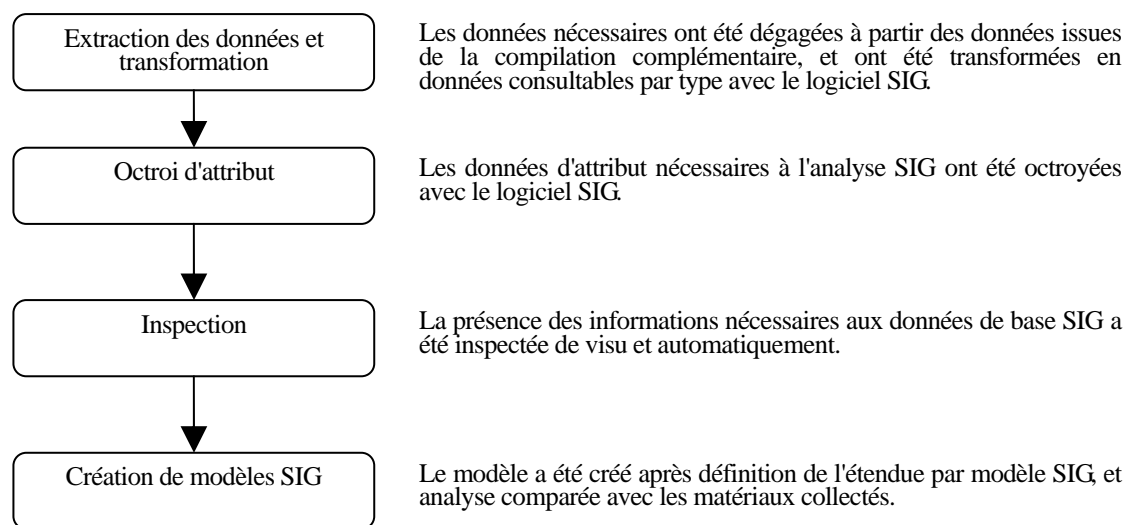 Extraction des données et
transformation
Les données nécessaires ont été dégagées à partir des données issues
de la compilation complémentaire, et ont été transformées en
données consultables par type avec le logiciel SIG.
Octroi d'attribut
Les données d'attribut nécessaires à l'analyse SIG ont été octroyées
avec le logiciel SIG.
Inspection
La présence des informations nécessaires aux données de base SIG a
été inspectée de visu et automatiquement.
Création de modèles SIG
Le modèle a été créé après définition de l'étendue par modèle SIG, et
analyse comparée avec les matériaux collectés.